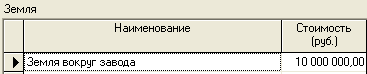 Земля
Наименование Стоимость
(руб.)
Земля вокруг завода 10 000 000,00